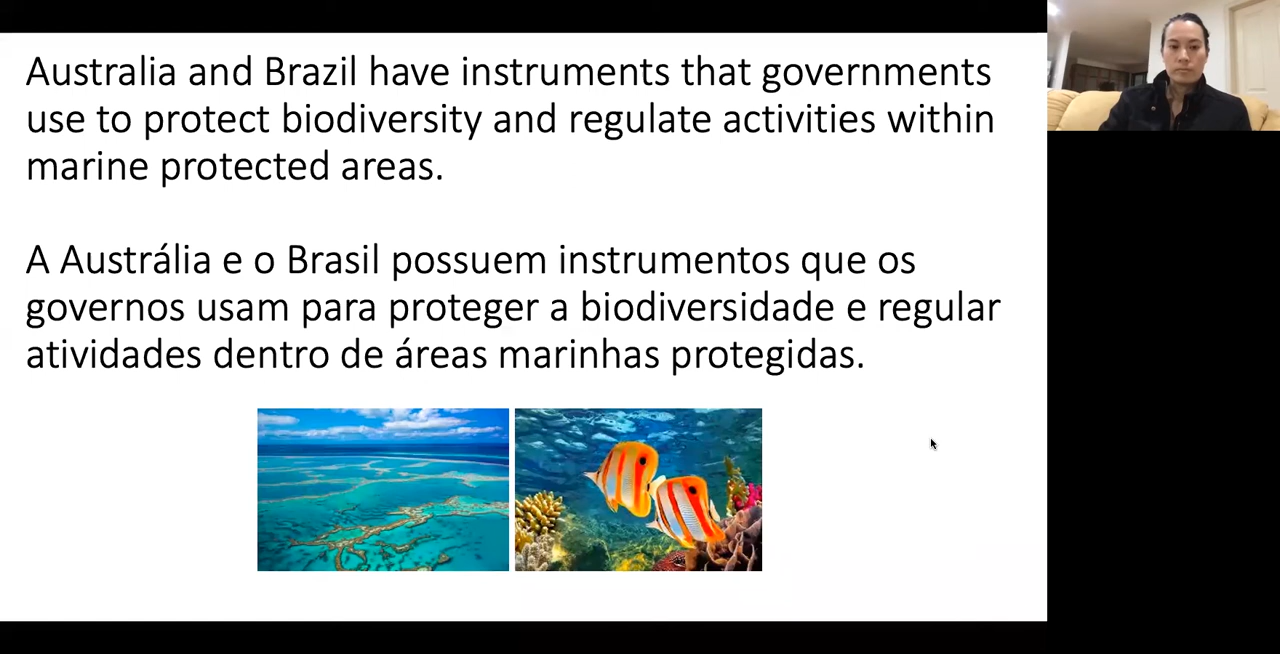 Australia and Brazil have instruments that governments
use to protect biodiversity and regulate activities within
marine protected areas.
A Austrália e o Brasil possuem instrumentos que os
governos usam para proteger a biodiversidade e regular
atividades dentro de áreas marinhas protegidas.